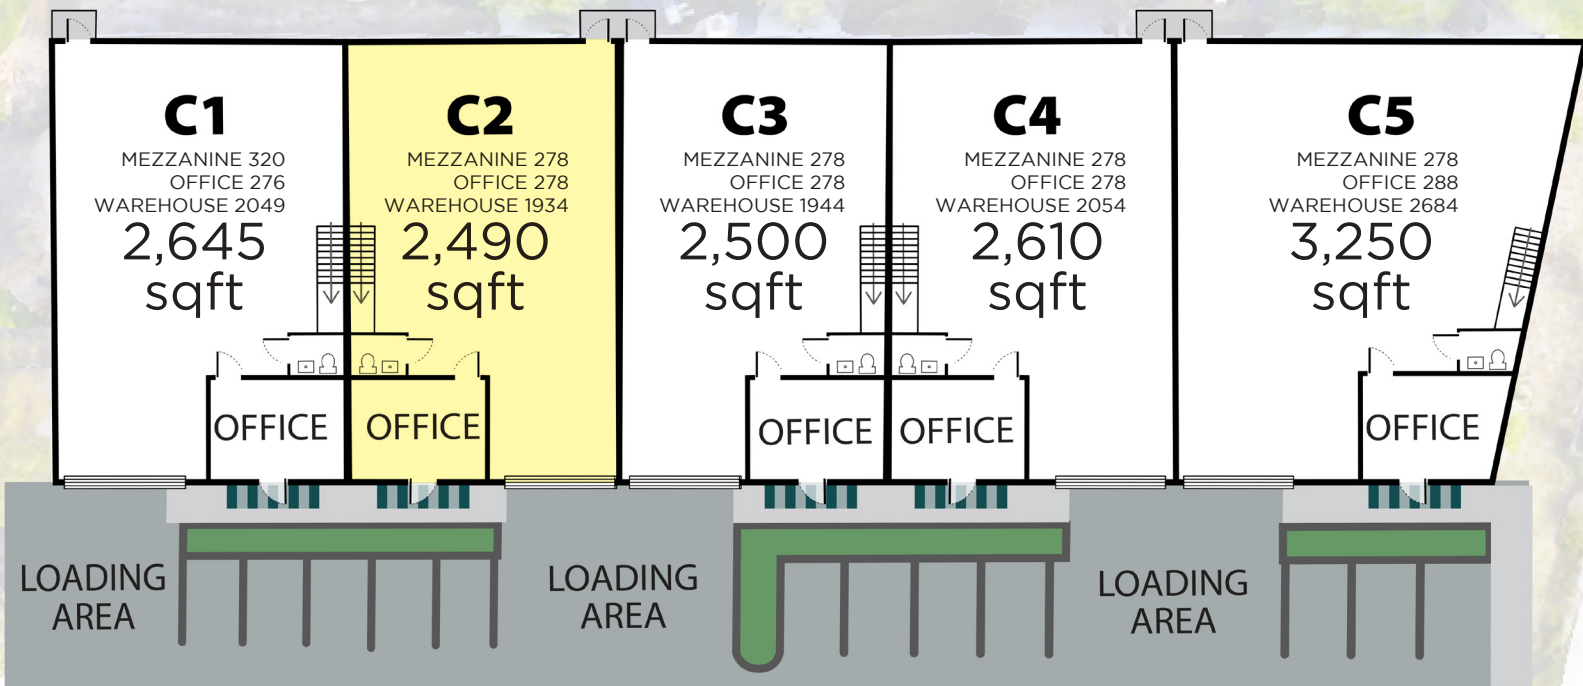 C1
MEZZANINE 320
OFFICE 276
WAREHOUSE 2049
2,645
sqft
OFFICE
C2
MEZZANINE 278
OFFICE 278
WAREHOUSE 1934
2,490
sqft
OFFICE
C3
MEZZANINE 278
OFFICE 278
WAREHOUSE 1944
2,500
sqft
OFFICE
C4
MEZZANINE 278
OFFICE 278
WAREHOUSE 2054
2,610
sqft
OFFICE
C5
MEZZANINE 278
OFFICE 288
WAREHOUSE 2684
3,250
sqft
OFFICE
LOADING
AREA
LOADING
AREA
LOADING
AREA